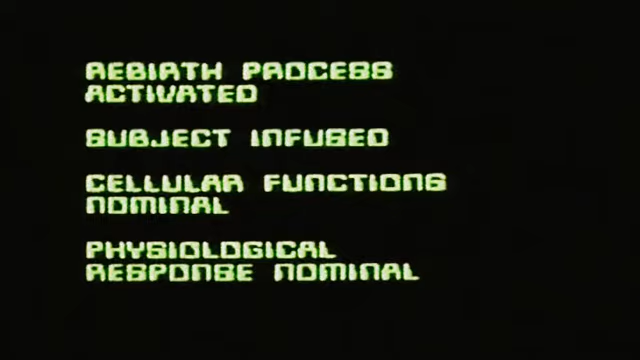 REBIRTH PROCESS
ACTIVATED
SUBJECT INFUSED
CELLULAR FUNCTIONS
NOMINAL
PHYSIOLOGICAL
RESPONSE NOMINAL